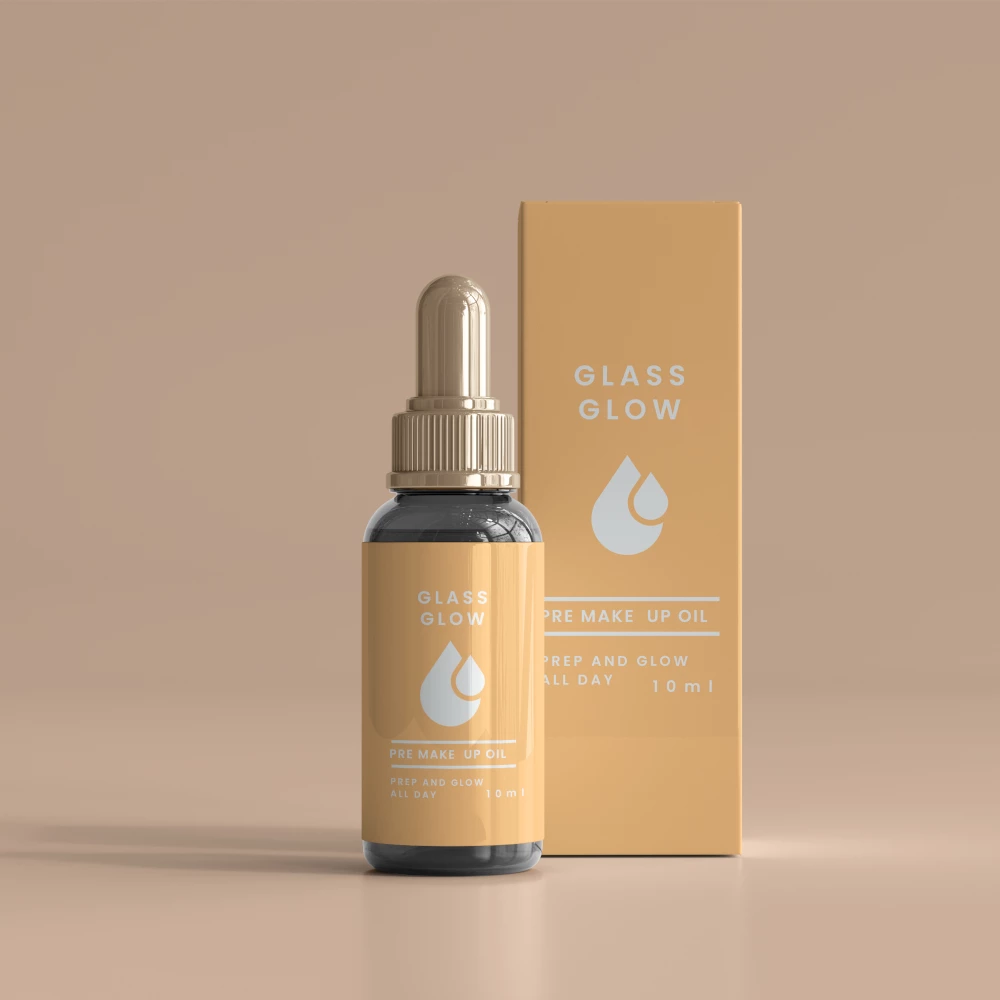 GLASS
GLOW
PRE MAKE UP OIL
PREP AND GLOW
ALL DAY
10ml
GLASS
GLOW
PRE MAKE UP OIL
PREP AND GLOW
ALL DAY
10ml